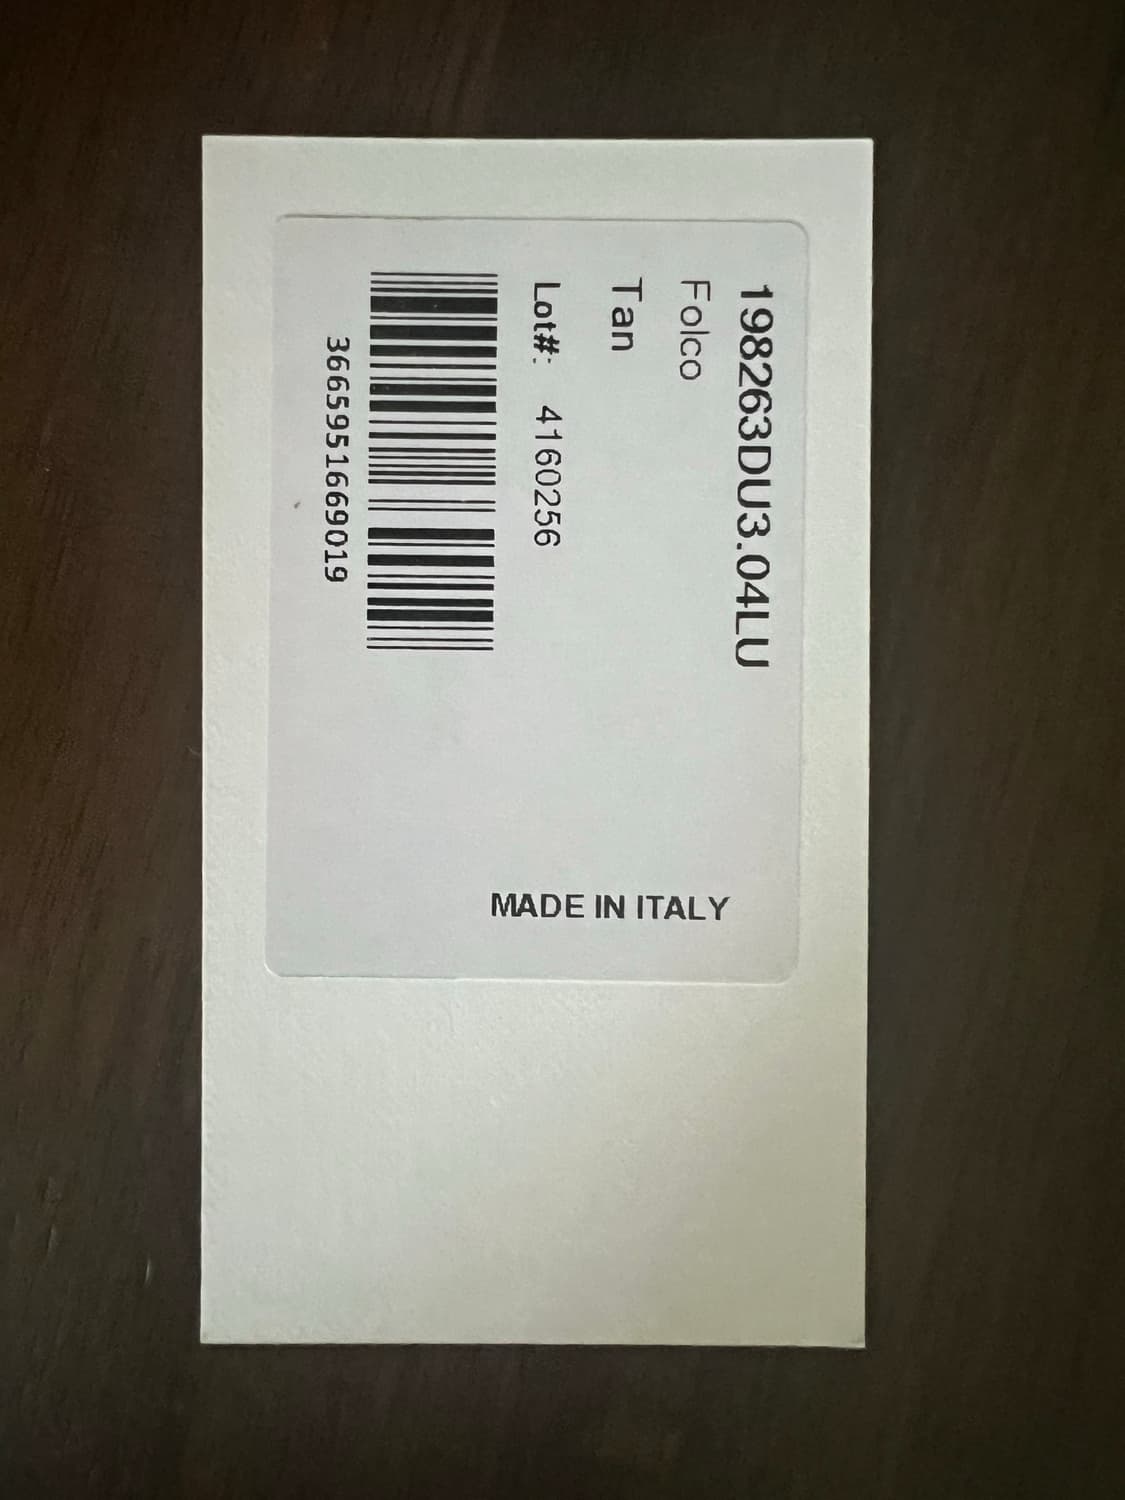 198263DU3.04LU
Folco
Tan
Lot#: 4160256
3665951669019
MADE IN ITALY